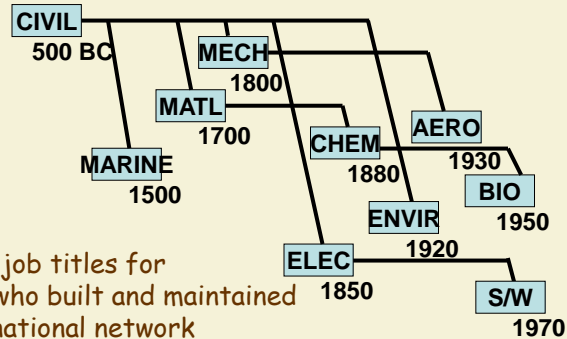 CIVIL
500 BC
MECH
1800
MATL
1700
AERO
1930
CHEM
1880
MARINE
1500
BIO
1950
ENVIR
1920
job titles for
ELEC
1850
who built and maintained
S/W
1970
national network